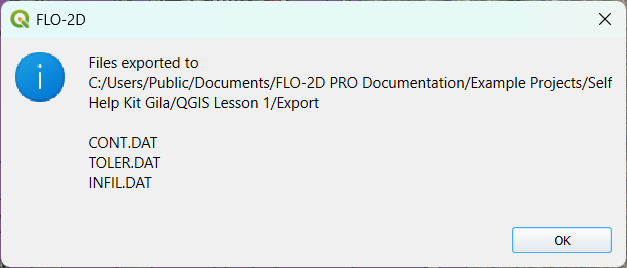 FLO-2D
Files exported to
C:/Users/Public/Documents/FLO-2D PRO Documentation/Example Projects/Self
Help Kit Gila/QGIS Lesson 1/Export
CONT.DAT
TOLER.DAT
INFIL.DAT
OK